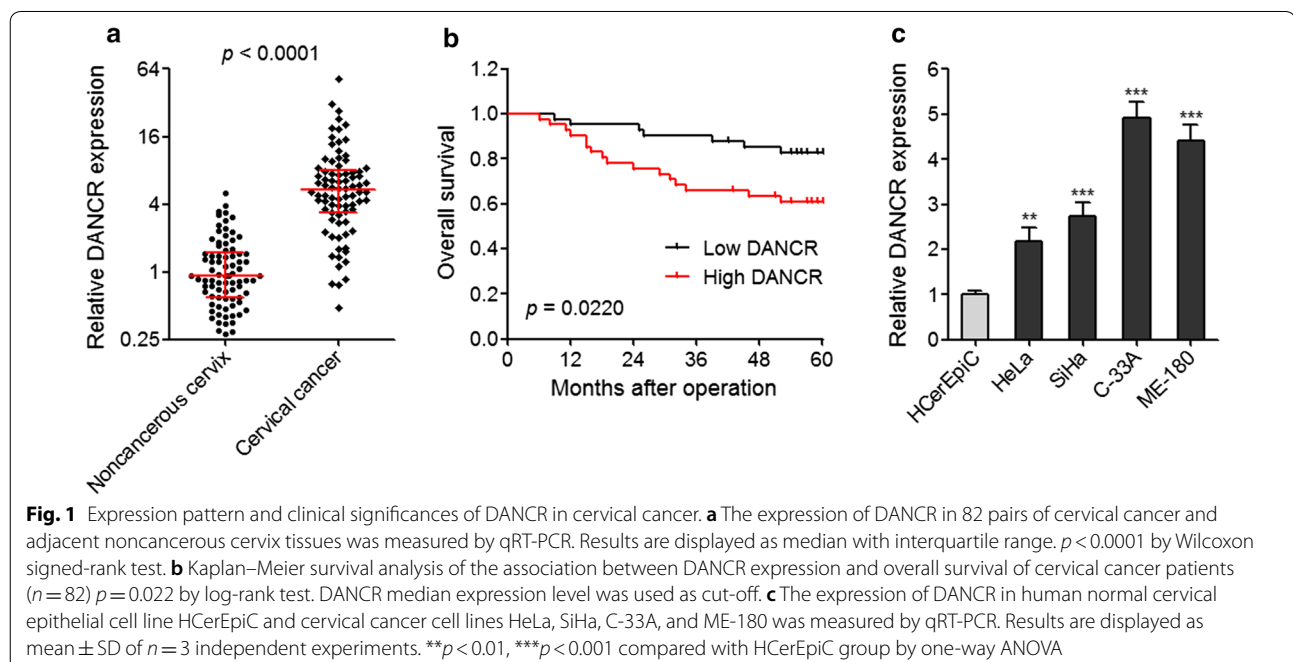 a
p < 0.0001
Relative DANCR expression
64
16
4
1
0.25
Noncancerous cervix
Cervical cancer
b
Overall survival
1.2
1.0
0.8
0.6
0.4
0.2
0.0
Low DANCR
High DANCR
p = 0.0220
0 12 24 36 48 60
Months after operation
c
Relative DANCR expression
6
5
4
3
2
1
0
**
***
***
***
HCerEpiC
HeLa
SiHa
C-33A
ME-180
Fig. 1 Expression pattern and clinical significances of DANCR in cervical cancer. a The expression of DANCR in 82 pairs of cervical cancer and
adjacent noncancerous cervix tissues was measured by qRT-PCR. Results are displayed as median with interquartile range. p < 0.0001 by Wilcoxon
signed-rank test. b Kaplan–Meier survival analysis of the association between DANCR expression and overall survival of cervical cancer patients
(n = 82) p = 0.022 by log-rank test. DANCR median expression level was used as cut-off. c The expression of DANCR in human normal cervical
epithelial cell line HCerEpiC and cervical cancer cell lines HeLa, SiHa, C-33A, and ME-180 was measured by qRT-PCR. Results are displayed as
mean ± SD of n = 3 independent experiments. **p < 0.01, ***p < 0.001 compared with HCerEpiC group by one-way ANOVA